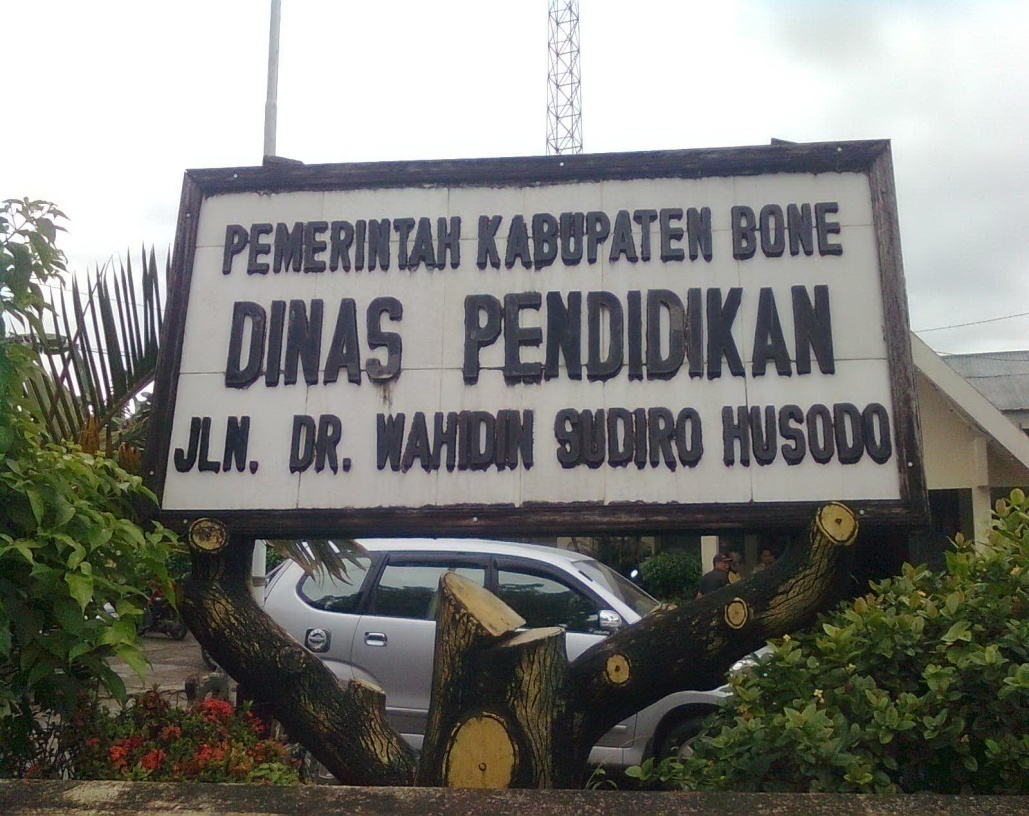 PEMERINTAH KABUPATEN BONE
DINAS PENDIDIKAN
JLN. DR. WAHIDIN SUDIRO HUSODO